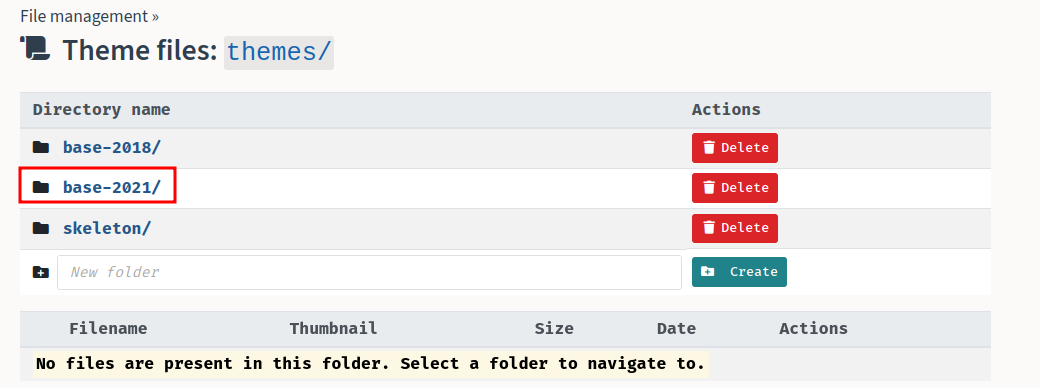 File management »
Theme files: themes/
Directory name Actions
base-2018/ Delete
base-2021/ Delete
skeleton/ Delete
New folder Create
Filename Thumbnail Size Date Actions
No files are present in this folder. Select a folder to navigate to.